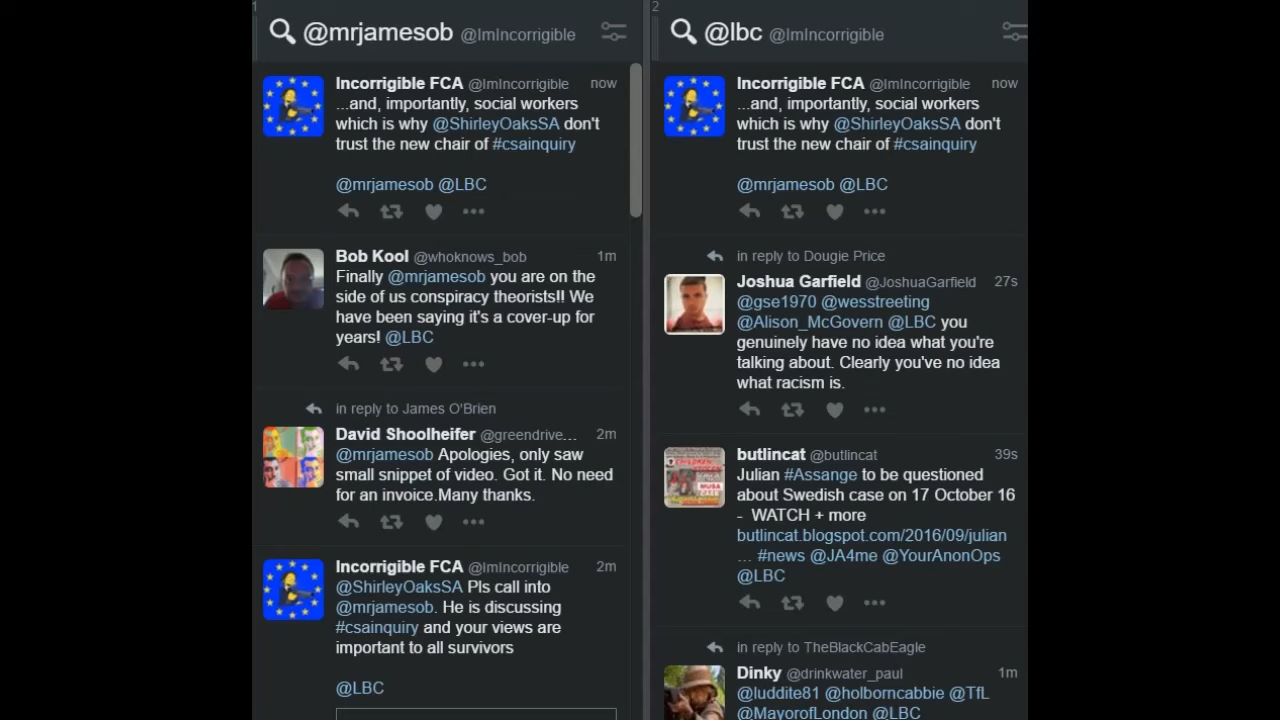 1
@mrjamesob @ImIncorrigible
Incorrigible FCA @ImIncorrigible now
...and, importantly, social workers
which is why @ShirleyOaksSA don't
trust the new chair of #csainquiry
@mrjamesob @LBC
Bob Kool @whoknows_bob 1m
Finally @mrjamesob you are on the
side of us conspiracy theorists!! We
have been saying it's a cover-up for
years! @LBC
in reply to James O'Brien
David Shoolheifer @greendrive... 2m
@mrjamesob Apologies, only saw
small snippet of video. Got it. No need
for an invoice.Many thanks.
Incorrigible FCA @ImIncorrigible 2m
@ShirleyOaksSA Pls call into
@mrjamesob. He is discussing
#csainquiry and your views are
important to all survivors
@LBC
2
@lbc @ImIncorrigible
Incorrigible FCA @ImIncorrigible now
...and, importantly, social workers
which is why @ShirleyOaksSA don't
trust the new chair of #csainquiry
@mrjamesob @LBC
in reply to Dougie Price
Joshua Garfield @JoshuaGarfield 27s
@gse1970 @wesstreeting
@Alison_McGovern @LBC you
genuinely have no idea what you're
talking about. Clearly you've no idea
what racism is.
butlincat @butlincat 39s
Julian #Assange to be questioned
about Swedish case on 17 October 16
- WATCH + more
butlincat.blogspot.com/2016/09/julian
... #news @JA4me @YourAnonOps
@LBC
in reply to TheBlackCabEagle
Dinky @drinkwater_paul 1m
@luddite81 @holborncabbie @TfL
@MayorofLondon @LBC